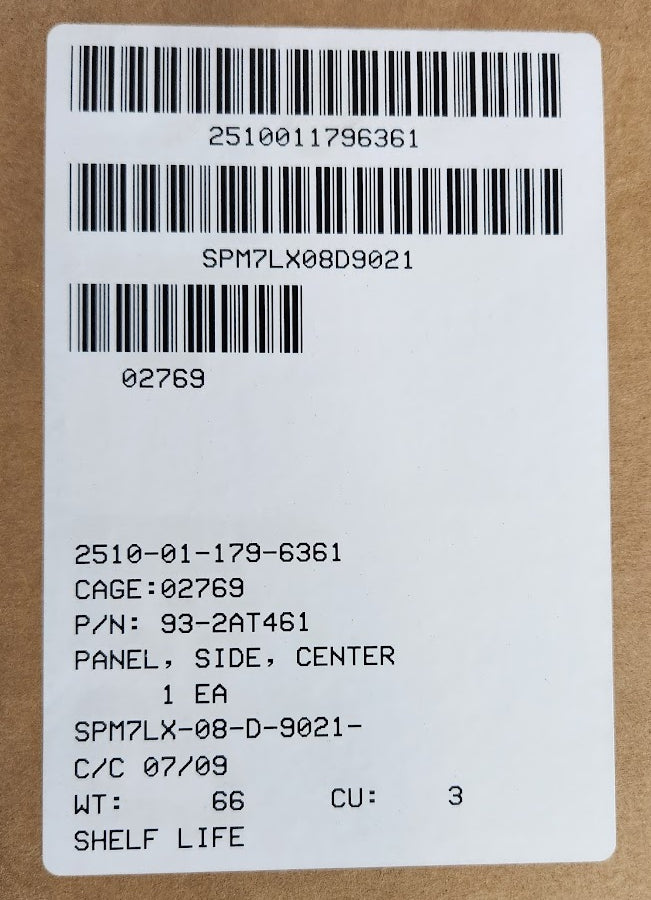 2510011796361
SPM7LX08D9021
02769
2510-01-179-6361
CAGE:02769
P/N: 93-2AT461
PANEL, SIDE, CENTER
1 EA
SPM7LX-08-D-9021-
C/C 07/09
WT: 66 CU: 3
SHELF LIFE